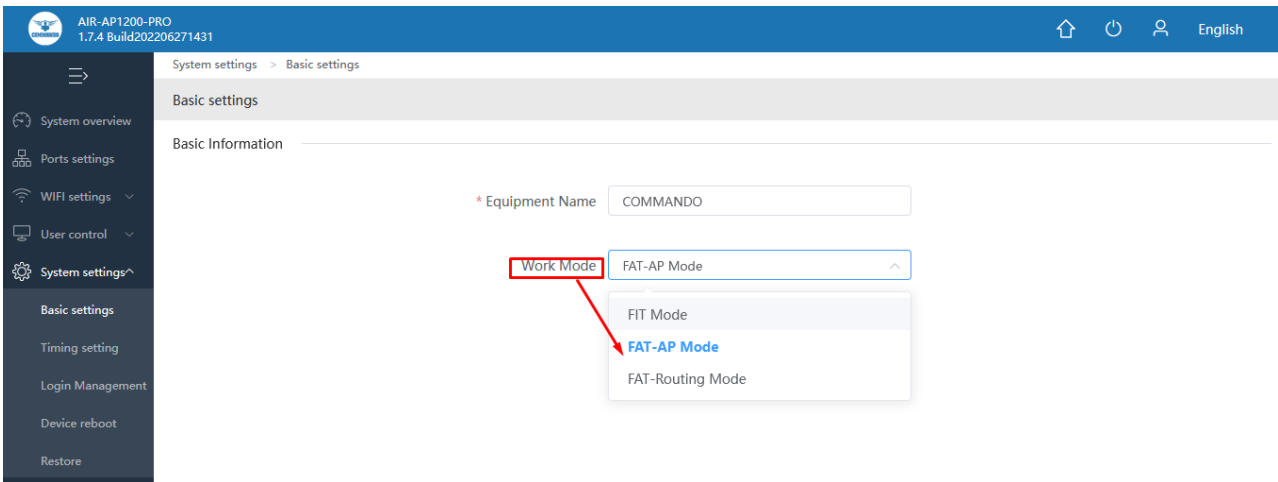 AIR-AP1200-PRO
1.7.4 Build202206271431
English
System settings > Basic settings
Basic settings
Basic Information
System overview
Ports settings
WIFI settings
User control
System settings
Basic settings
Timing setting
Login Management
Device reboot
Restore
* Equipment Name COMMANDO
Work Mode FAT-AP Mode
FIT Mode
FAT-AP Mode
FAT-Routing Mode